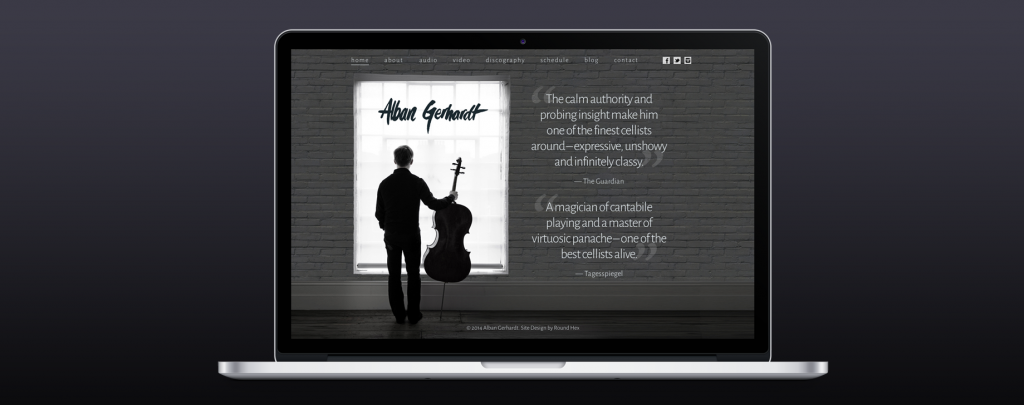 home about audio video discography schedule blog contact
Alban Gerhardt
“The calm authority and
probing insight make him
one of the finest cellists
around – expressive, unshowy
and infinitely classy.”
— The Guardian
“A magician of cantabile
playing and a master of
virtuosic panache – one of the
best cellists alive.”
— Tagesspiegel
© 2014 Alban Gerhardt. Site Design by Round Hex